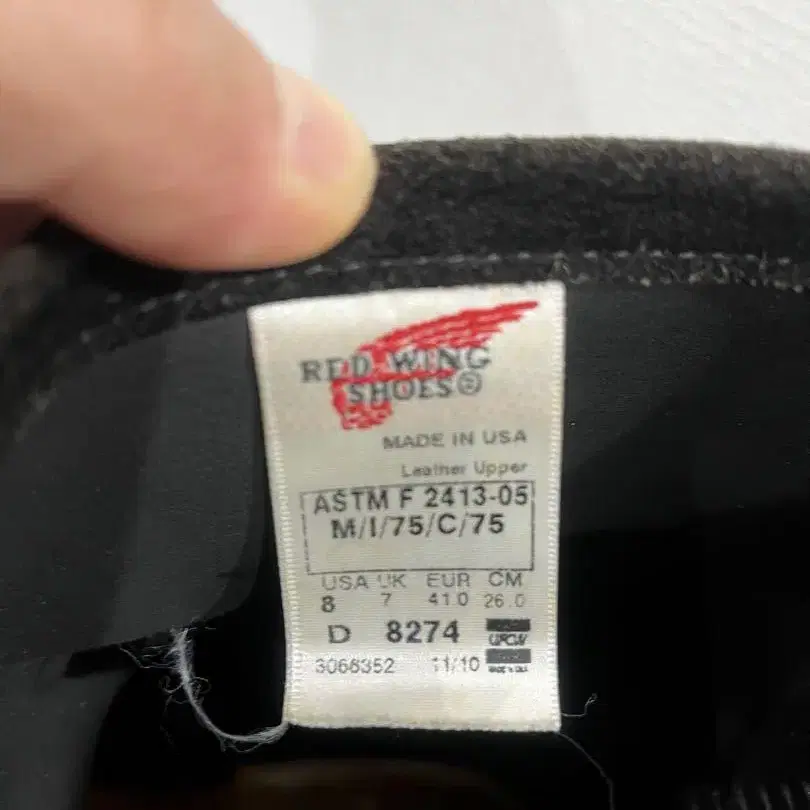 RED WING
SHOES®
MADE IN USA
Leather Upper
ASTM F 2413-05
M/I/75/C/75
USA UK EUR CM
8 7 41.0 26.0
D 8274 UFCW
3066352 11/10